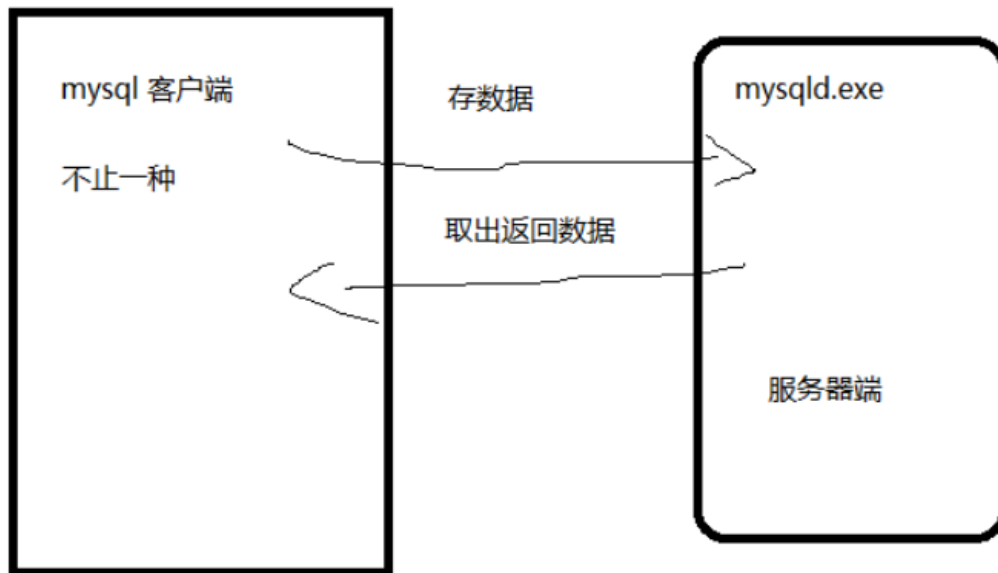 mysql 客户端
不止一种
存数据
取出返回数据
mysqld.exe
服务器端